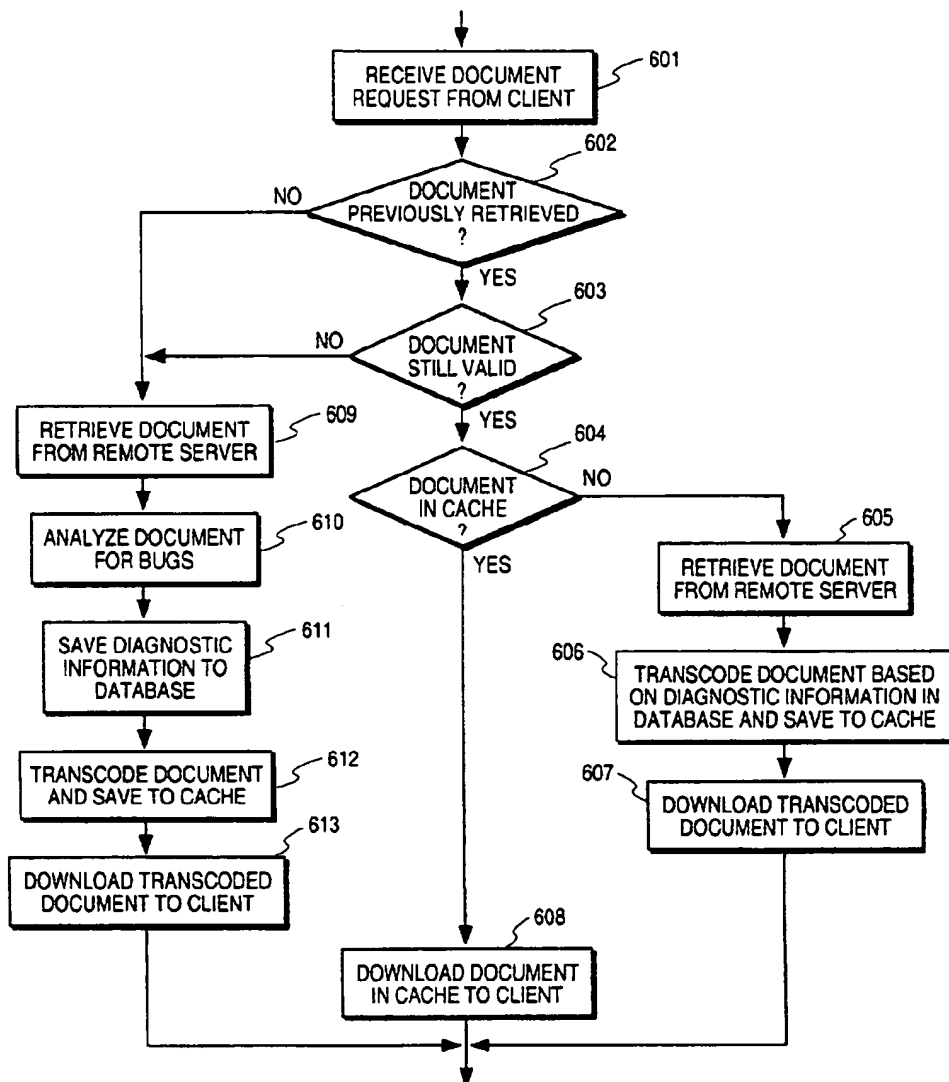 RECEIVE DOCUMENT
REQUEST FROM CLIENT
601
602
DOCUMENT
PREVIOUSLY RETRIEVED
?
NO
YES
603
DOCUMENT
STILL VALID
?
NO
YES
604
DOCUMENT
IN CACHE
?
NO
YES
605
RETRIEVE DOCUMENT
FROM REMOTE SERVER
606
TRANSCODE DOCUMENT BASED
ON DIAGNOSTIC INFORMATION IN
DATABASE AND SAVE TO CACHE
607
DOWNLOAD TRANSCODED
DOCUMENT TO CLIENT
608
DOWNLOAD DOCUMENT
IN CACHE TO CLIENT
609
RETRIEVE DOCUMENT
FROM REMOTE SERVER
610
ANALYZE DOCUMENT
FOR BUGS
611
SAVE DIAGNOSTIC
INFORMATION TO
DATABASE
612
TRANSCODE DOCUMENT
AND SAVE TO CACHE
613
DOWNLOAD TRANSCODED
DOCUMENT TO CLIENT